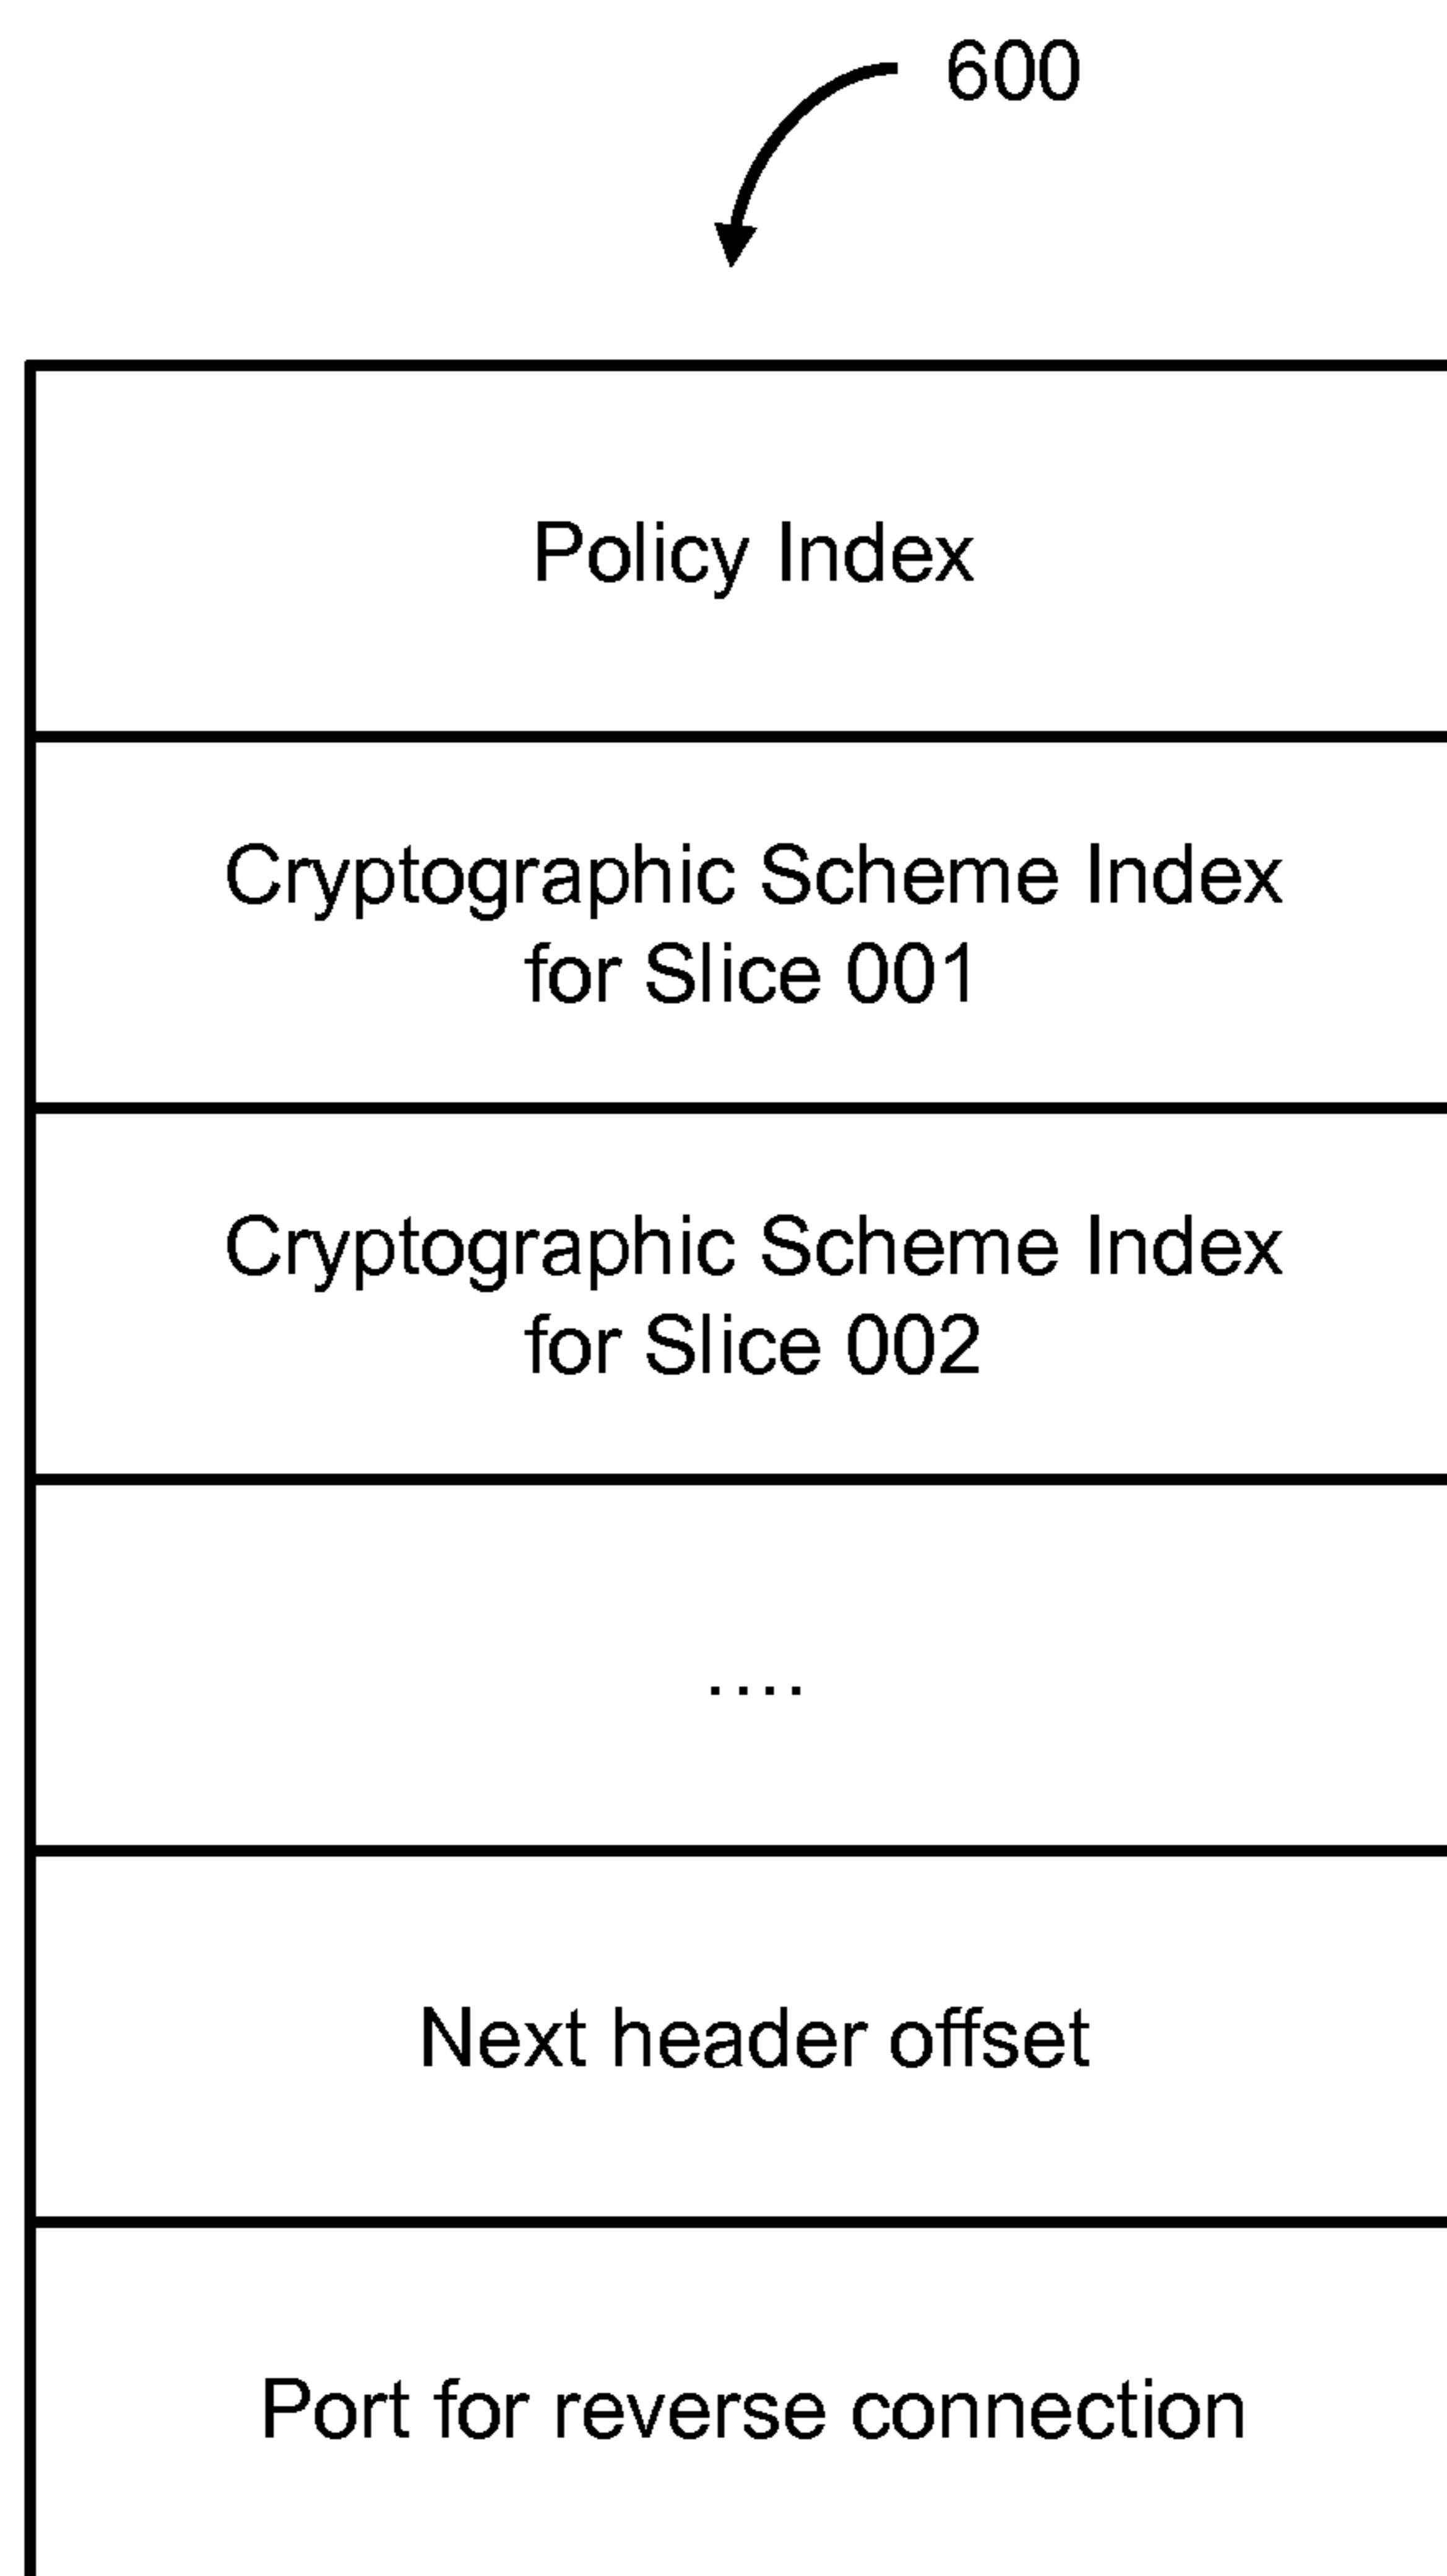 600
Policy Index
Cryptographic Scheme Index
for Slice 001
Cryptographic Scheme Index
for Slice 002
....
Next header offset
Port for reverse connection